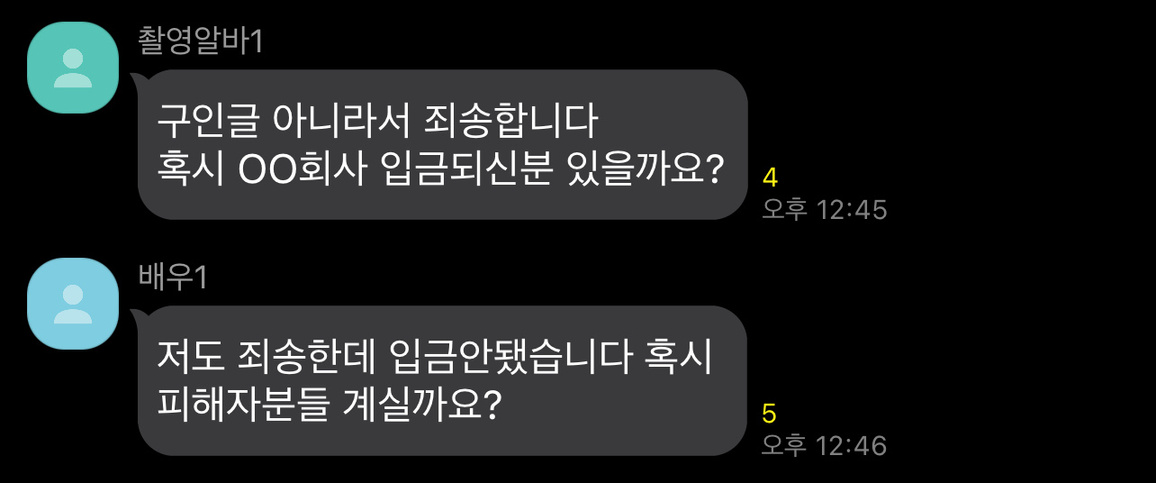 촬영알바1
구인글 아니라서 죄송합니다
혹시 OO회사 입금되신분 있을까요?
4
오후 12:45
배우1
저도 죄송한데 입금안됐습니다 혹시
피해자분들 계실까요?
5
오후 12:46